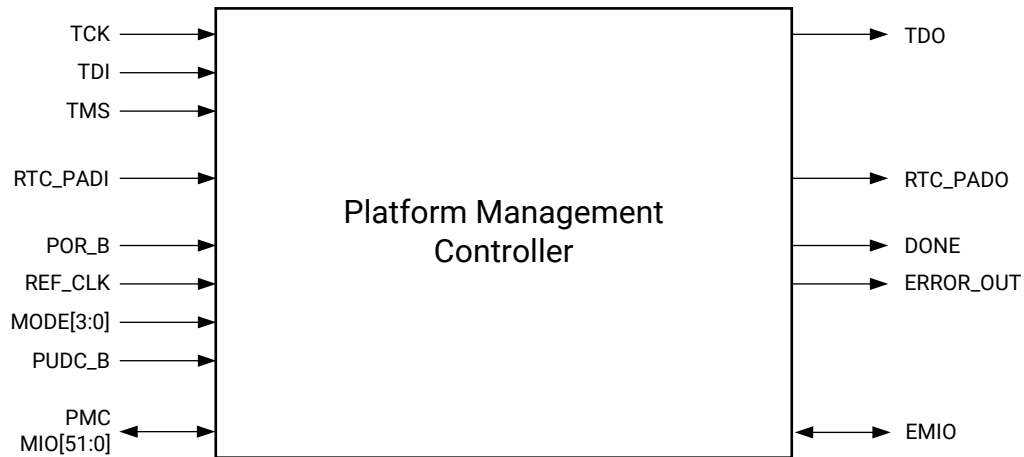 TCK
TDI
TMS
RTC_PADI
POR_B
REF_CLK
MODE[3:0]
PUDC_B
PMC
MIO[51:0]
Platform Management
Controller
TDO
RTC_PADO
DONE
ERROR_OUT
EMIO